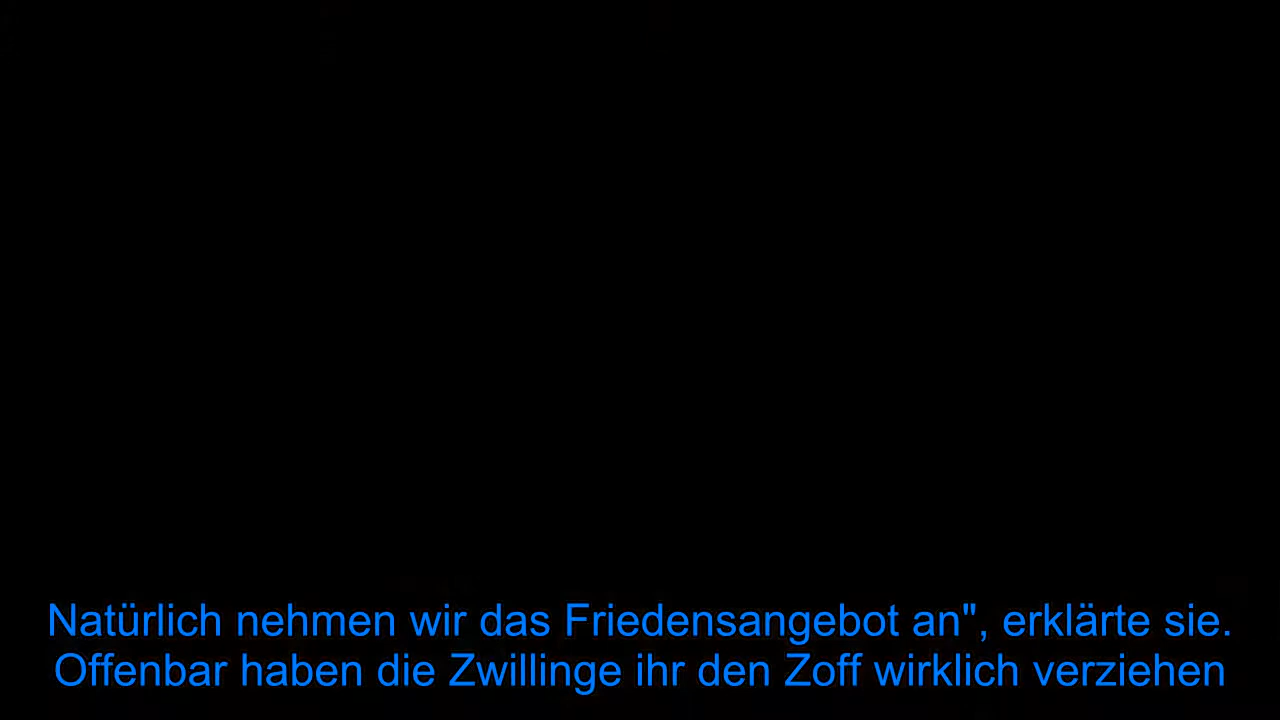 Natürlich nehmen wir das Friedensangebot an", erklärte sie.
Offenbar haben die Zwillinge ihr den Zoff wirklich verziehen